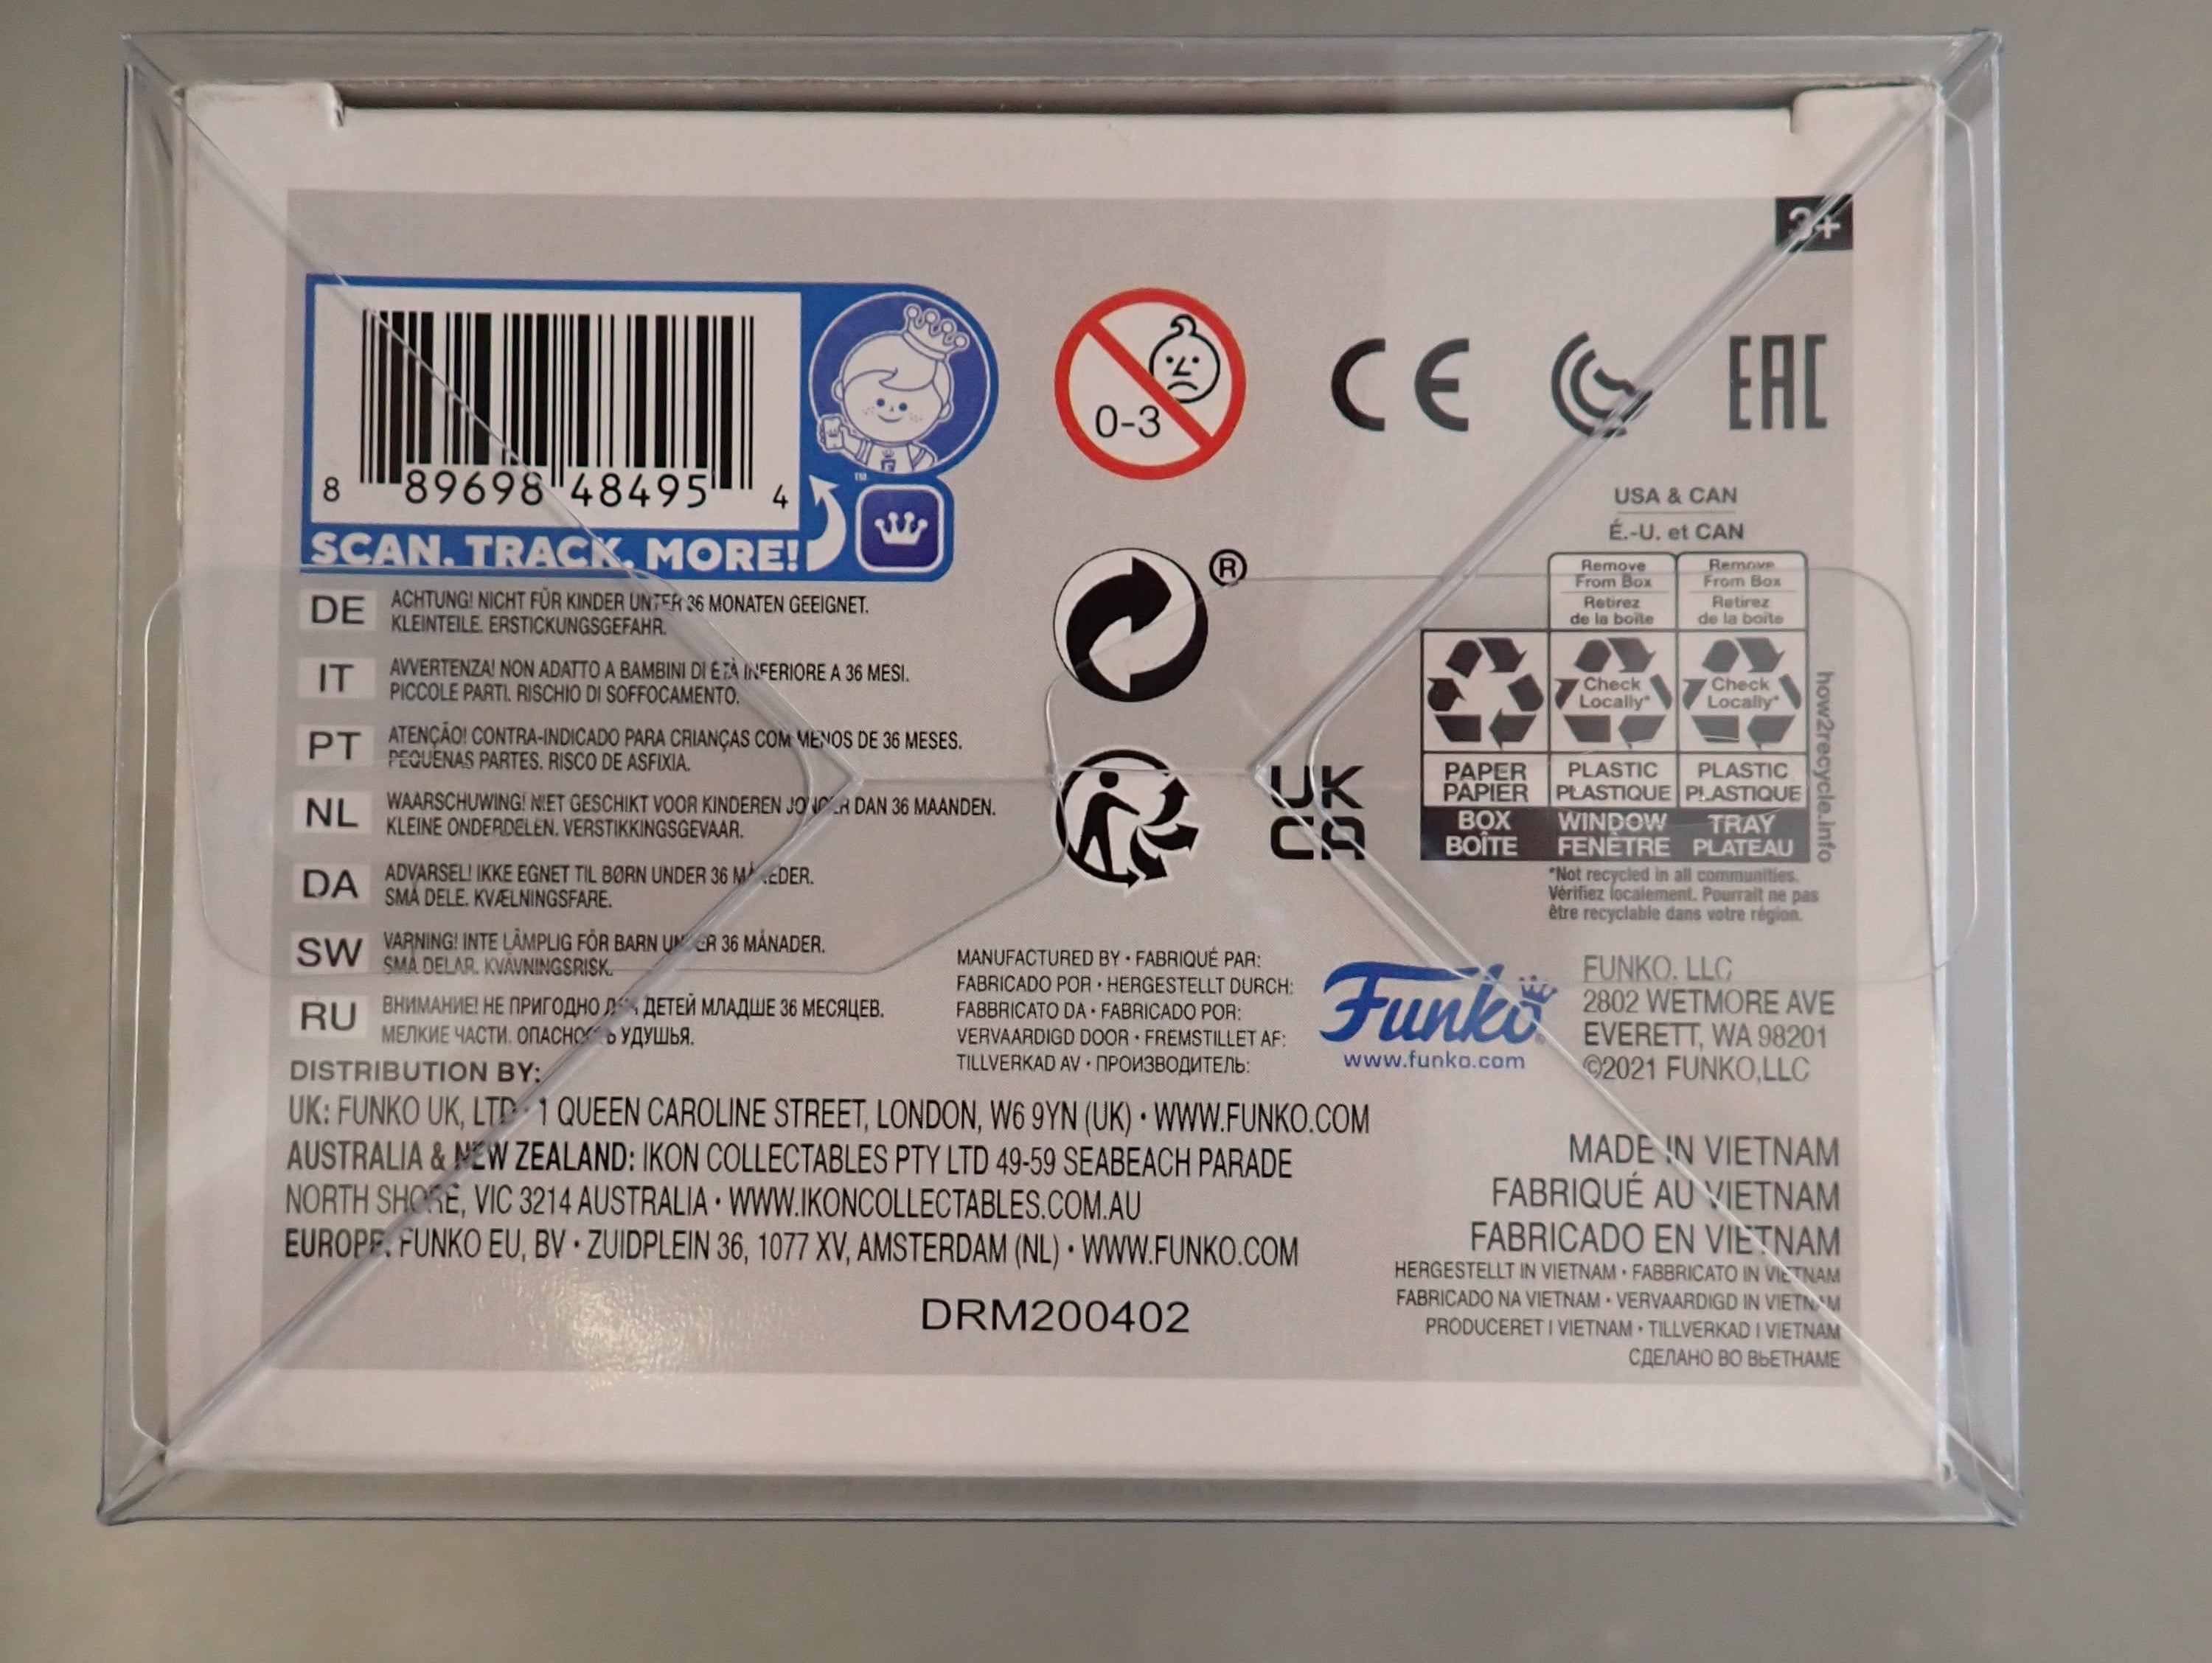 3+
8 89698 48495 4
™
SCAN. TRACK. MORE!
0-3
CE
EAC
®
UK
CA
USA & CAN
É.-U. et CAN
Remove
From Box
Retirez
de la boîte
Remove
From Box
Retirez
de la boîte
Check
Locally*
Check
Locally*
PAPER
PAPIER
PLASTIC
PLASTIQUE
PLASTIC
PLASTIQUE
BOX
BOÎTE
WINDOW
FENÊTRE
TRAY
PLATEAU
how2recycle.info
*Not recycled in all communities.
Vérifiez localement. Pourrait ne pas
être recyclable dans votre région.
DE ACHTUNG! NICHT FÜR KINDER UNTER 36 MONATEN GEEIGNET.
KLEINTEILE. ERSTICKUNGSGEFAHR.
IT AVVERTENZA! NON ADATTO A BAMBINI DI ETÀ INFERIORE A 36 MESI.
PICCOLE PARTI. RISCHIO DI SOFFOCAMENTO.
PT ATENÇÃO! CONTRA-INDICADO PARA CRIANÇAS COM MENOS DE 36 MESES.
PEQUENAS PARTES. RISCO DE ASFIXIA.
NL WAARSCHUWING! NIET GESCHIKT VOOR KINDEREN JONGER DAN 36 MAANDEN.
KLEINE ONDERDELEN. VERSTIKKINGSGEVAAR.
DA ADVARSEL! IKKE EGNET TIL BØRN UNDER 36 MÅNEDER.
SMÅ DELE. KVÆLNINGSFARE.
SW VARNING! INTE LÄMPLIG FÖR BARN UNDER 36 MÅNADER.
SMÅ DELAR. KVÄVNINGSRISK.
RU ВНИМАНИЕ! НЕ ПРИГОДНО ДЛЯ ДЕТЕЙ МЛАДШЕ 36 МЕСЯЦЕВ.
МЕЛКИЕ ЧАСТИ. ОПАСНОСТЬ УДУШЬЯ.
MANUFACTURED BY • FABRIQUÉ PAR:
FABRICADO POR • HERGESTELLT DURCH:
FABBRICATO DA • FABRICADO POR:
VERVAARDIGD DOOR • FREMSTILLET AF:
TILLVERKAD AV • ПРОИЗВОДИТЕЛЬ:
Funko
www.funko.com
FUNKO, LLC
2802 WETMORE AVE
EVERETT, WA 98201
©2021 FUNKO,LLC
DISTRIBUTION BY:
UK: FUNKO UK, LTD • 1 QUEEN CAROLINE STREET, LONDON, W6 9YN (UK) • WWW.FUNKO.COM
AUSTRALIA & NEW ZEALAND: IKON COLLECTABLES PTY LTD 49-59 SEABEACH PARADE
NORTH SHORE, VIC 3214 AUSTRALIA • WWW.IKONCOLLECTABLES.COM.AU
EUROPE: FUNKO EU, BV • ZUIDPLEIN 36, 1077 XV, AMSTERDAM (NL) • WWW.FUNKO.COM
DRM200402
MADE IN VIETNAM
FABRIQUÉ AU VIETNAM
FABRICADO EN VIETNAM
HERGESTELLT IN VIETNAM • FABBRICATO IN VIETNAM
FABRICADO NA VIETNAM • VERVAARDIGD IN VIETNAM
PRODUCERET I VIETNAM • TILLVERKAD I VIETNAM
СДЕЛАНО ВО ВЬЕТНАМЕ